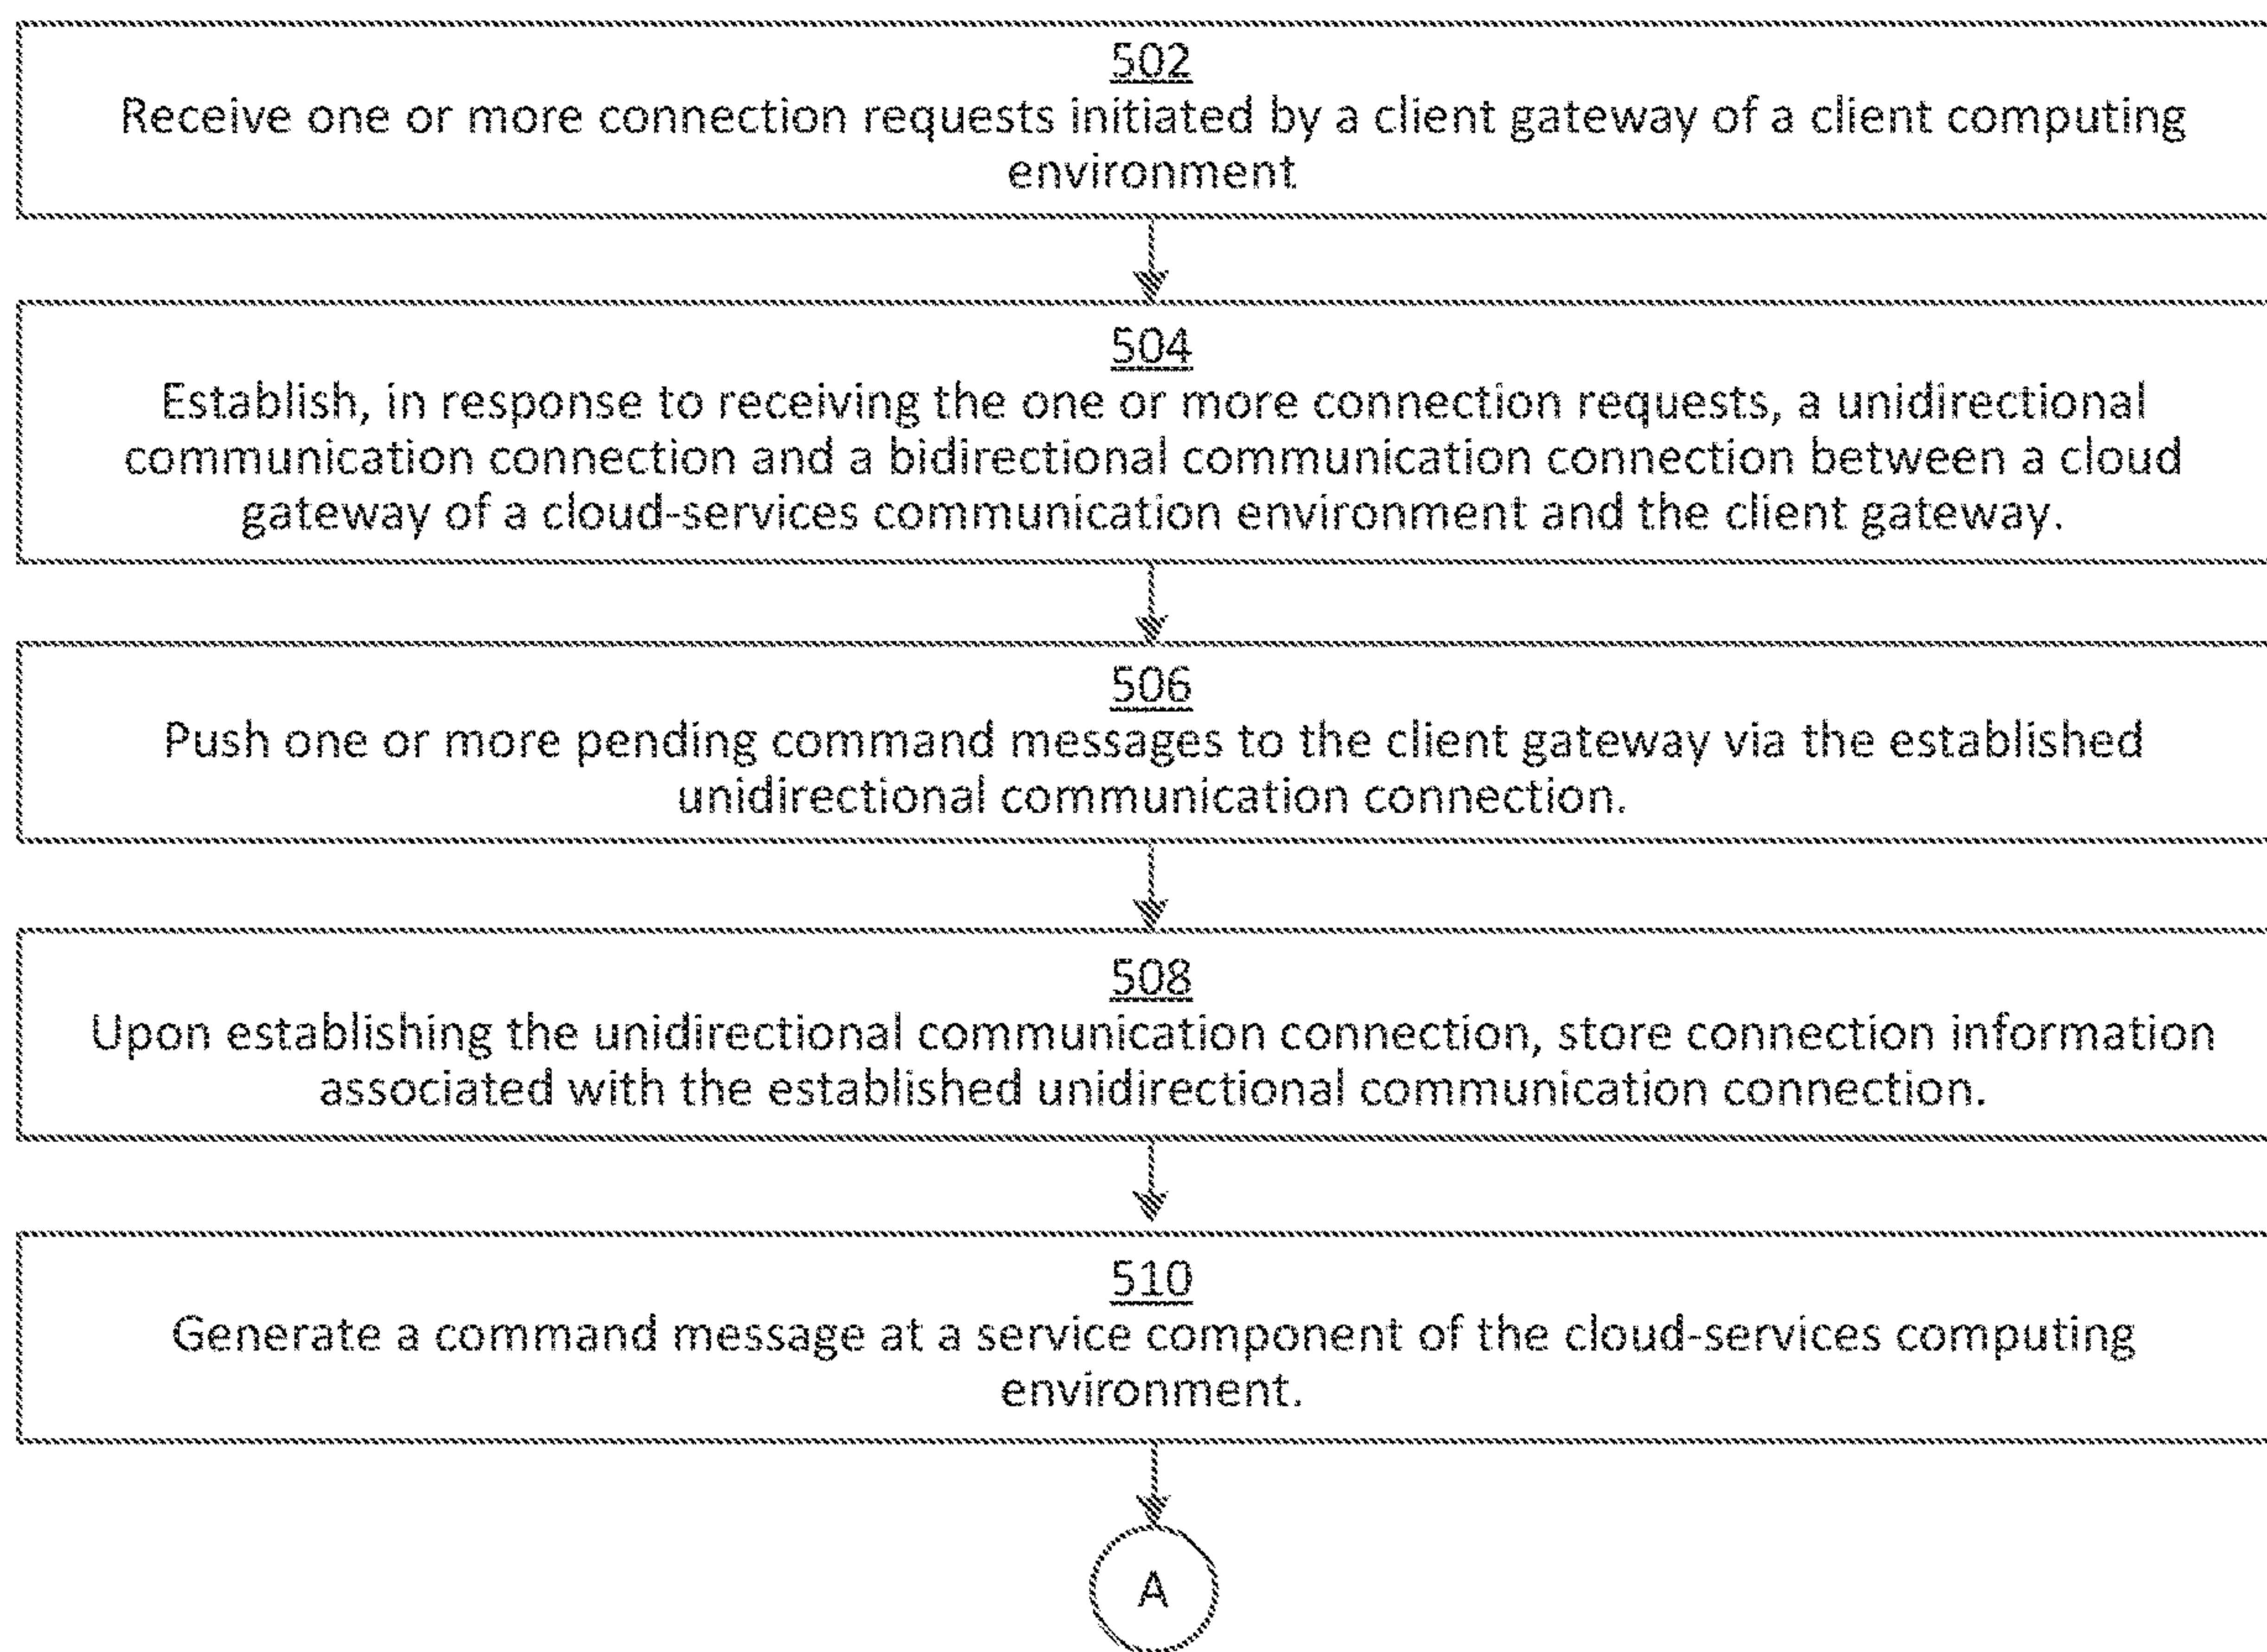 502
Receive one or more connection requests initiated by a client gateway of a client computing
environment
504
Establish, in response to receiving the one or more connection requests, a unidirectional
communication connection and a bidirectional communication connection between a cloud
gateway of a cloud-services communication environment and the client gateway.
506
Push one or more pending command messages to the client gateway via the established
unidirectional communication connection.
508
Upon establishing the unidirectional communication connection, store connection information
associated with the established unidirectional communication connection.
510
Generate a command message at a service component of the cloud-services computing
environment.
A